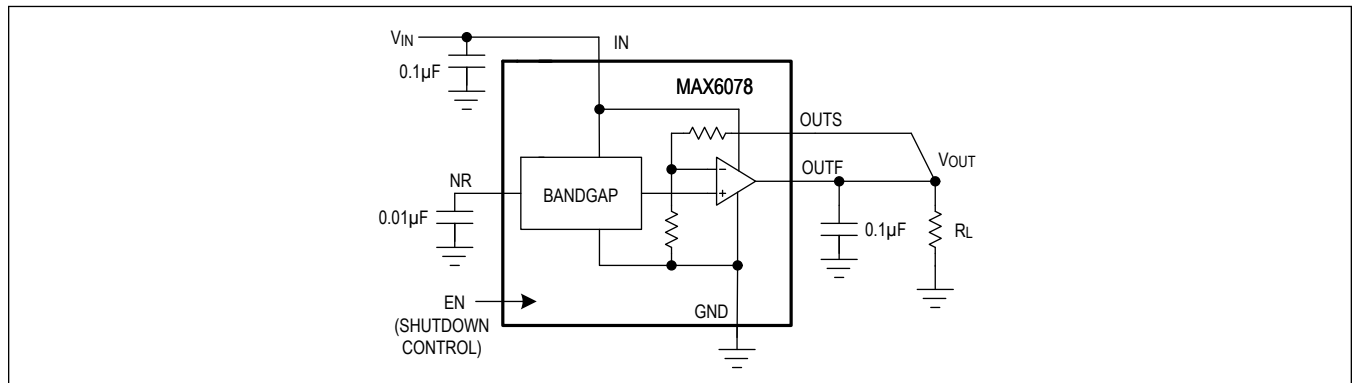 VIN
IN
0.1µF
MAX6078
OUTS
VOUT
OUTF
NR
BANDGAP
−
+
0.01µF
0.1µF
RL
EN
(SHUTDOWN
CONTROL)
GND